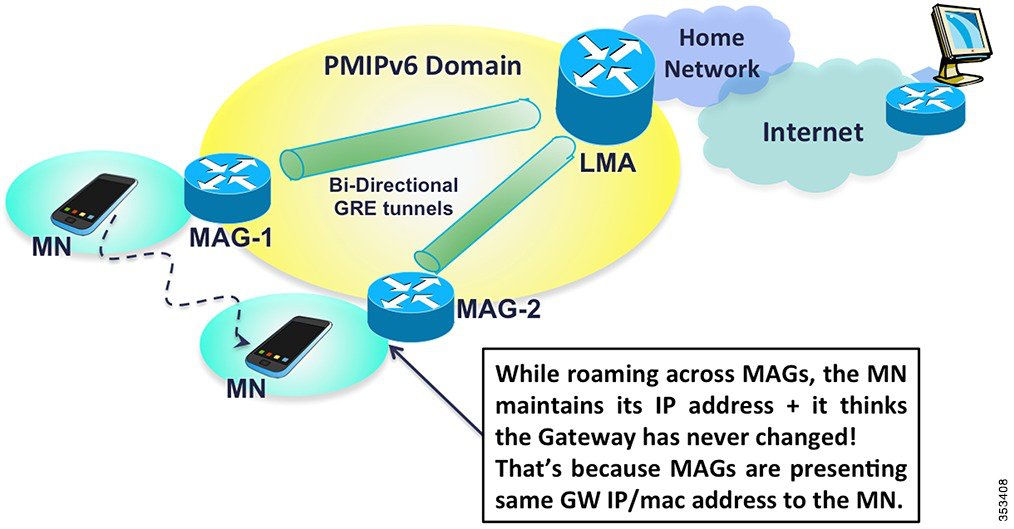 PMIPv6 Domain
Home
Network
Internet
LMA
Bi-Directional
GRE tunnels
MN
MAG-1
MAG-2
MN
While roaming across MAGs, the MN
maintains its IP address + it thinks
the Gateway has never changed!
That's because MAGs are presenting
same GW IP/mac address to the MN.
353408